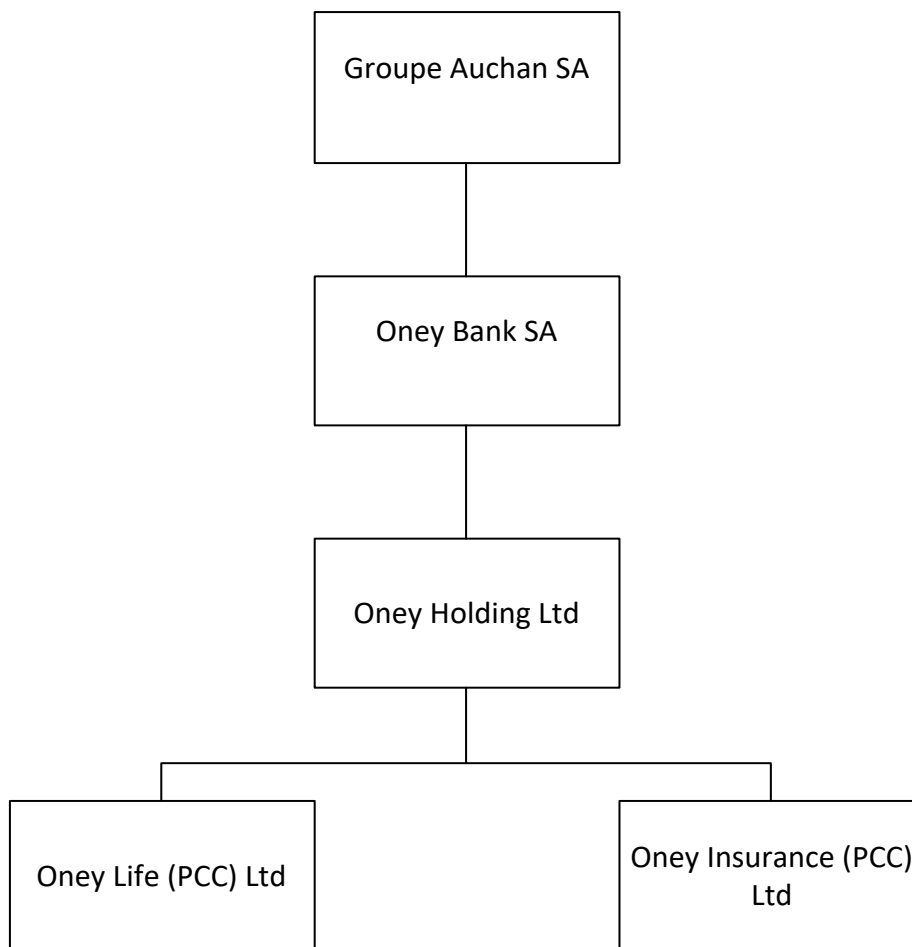 Groupe Auchan SA
Oney Bank SA
Oney Holding Ltd
Oney Life (PCC) Ltd
Oney Insurance (PCC)
Ltd